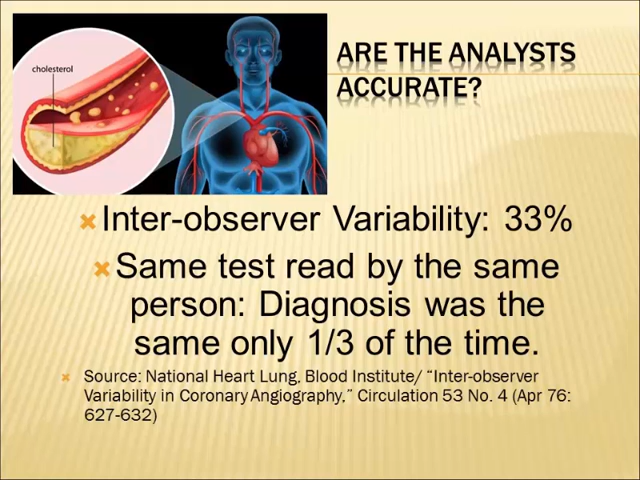 cholesterol
ARE THE ANALYSTS
ACCURATE?
Inter-observer Variability: 33%
Same test read by the same
person: Diagnosis was the
same only 1/3 of the time.
Source: National Heart Lung, Blood Institute/ “Inter-observer
Variability in Coronary Angiography,” Circulation 53 No. 4 (Apr 76:
627-632)